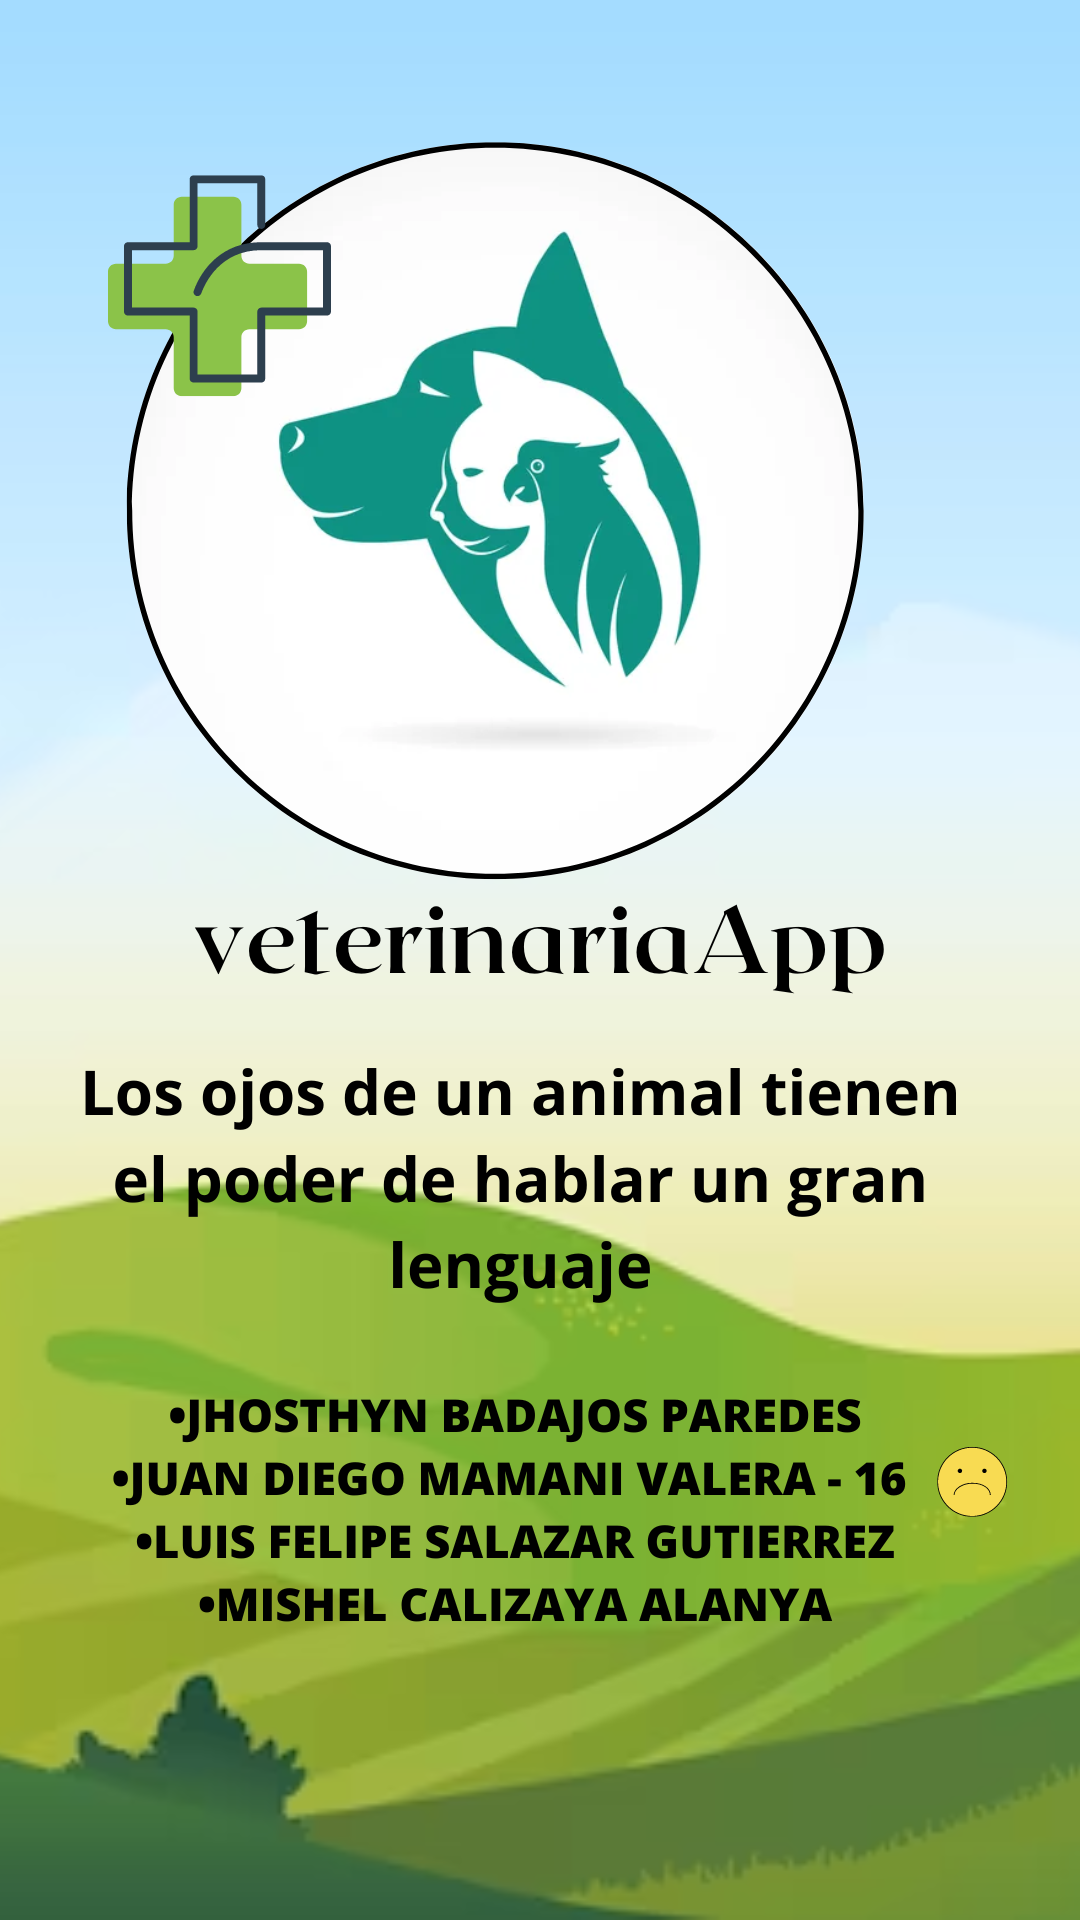 veterinariaApp
Los ojos de un animal tienen
el poder de hablar un gran
lenguaje
•JHOSTHYN BADAJOS PAREDES
•JUAN DIEGO MAMANI VALERA - 16
•LUIS FELIPE SALAZAR GUTIERREZ
•MISHEL CALIZAYA ALANYA